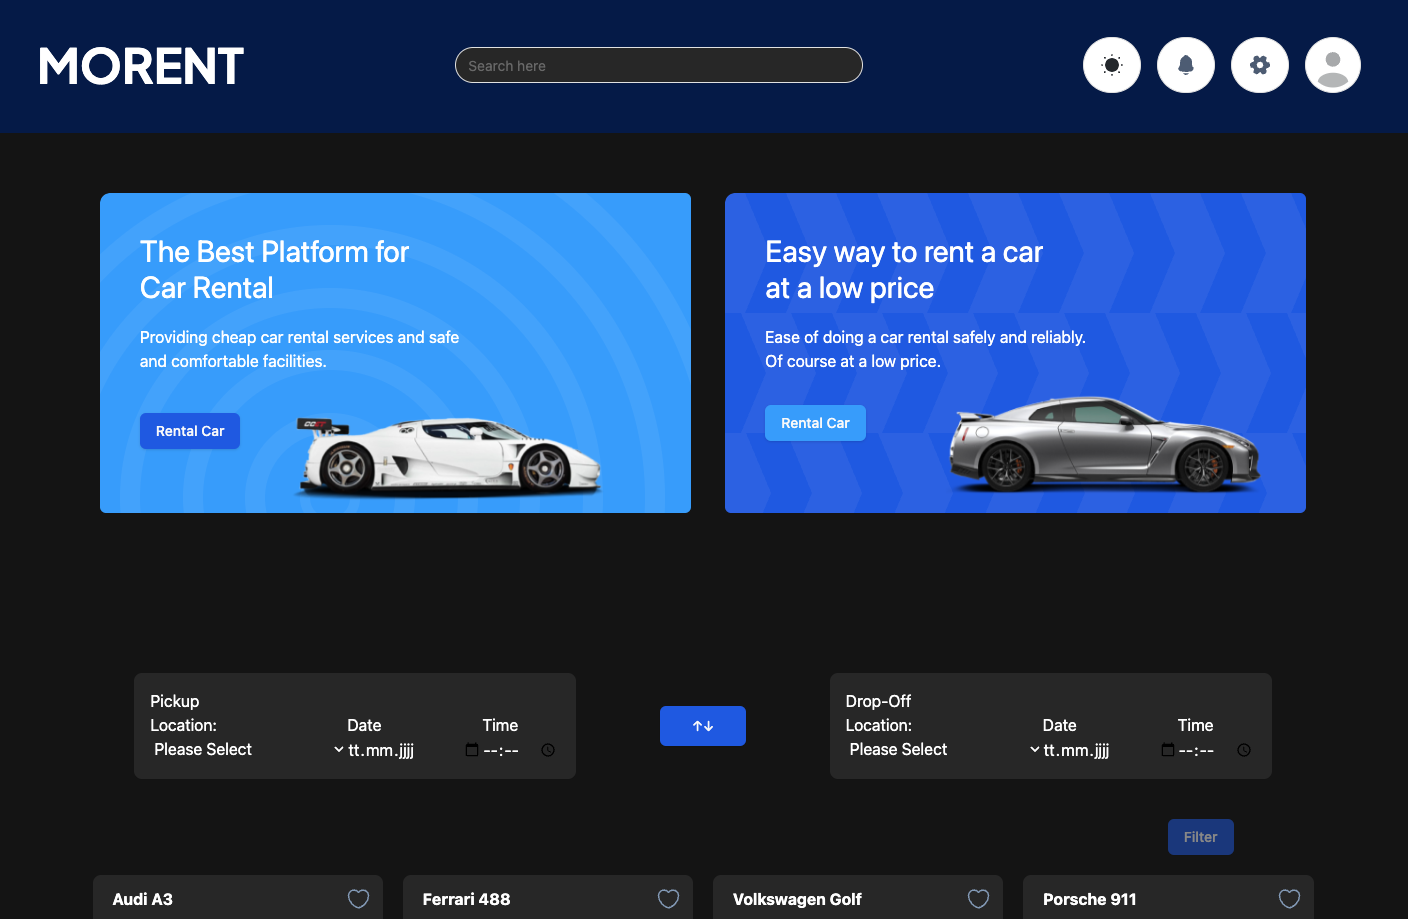 MORENT
Search here
The Best Platform for
Car Rental
Providing cheap car rental services and safe
and comfortable facilities.
Rental Car
Easy way to rent a car
at a low price
Ease of doing a car rental safely and reliably.
Of course at a low price.
Rental Car
Pickup
Location: Date Time
Please Select tt.mm.jjjj --:--
↑↓
Drop-Off
Location: Date Time
Please Select tt.mm.jjjj --:--
Filter
Audi A3
Ferrari 488
Volkswagen Golf
Porsche 911